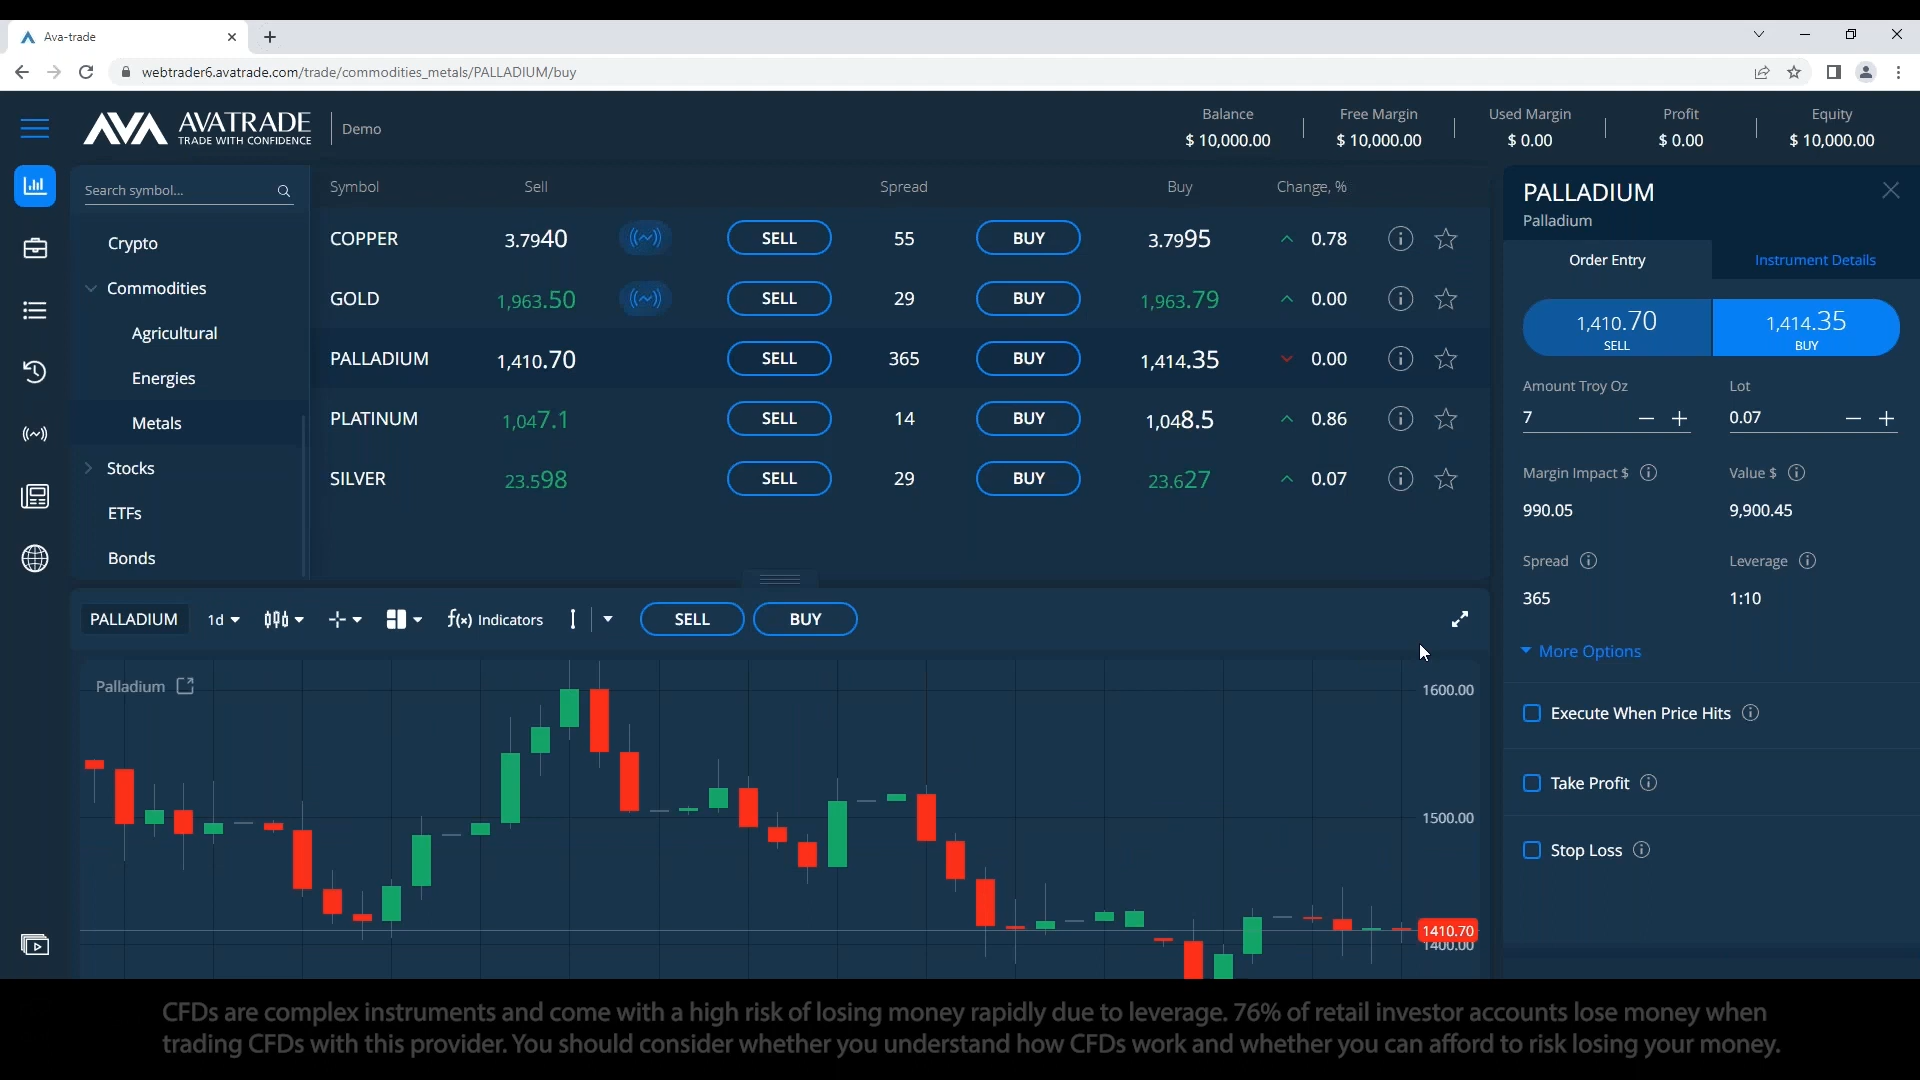 Ava-trade
webtrader6.avatrade.com/trade/commodities_metals/PALLADIUM/buy
AVA AVATRADE
TRADE WITH CONFIDENCE
Demo
Balance Free Margin Used Margin Profit Equity
$ 10,000.00 $ 10,000.00 $ 0.00 $ 0.00 $ 10,000.00
Search symbol...
Crypto
Commodities
Agricultural
Energies
Metals
Stocks
ETFs
Bonds
Symbol Sell Spread Buy Change, %
COPPER 3.7940 SELL 55 BUY 3.7995 0.78
GOLD 1,963.50 SELL 29 BUY 1,963.79 0.00
PALLADIUM 1,410.70 SELL 365 BUY 1,414.35 0.00
PLATINUM 1,047.1 SELL 14 BUY 1,048.5 0.86
SILVER 23.598 SELL 29 BUY 23.627 0.07
PALLADIUM 1d f(x) Indicators SELL BUY
Palladium
1600.00
1500.00
1410.70
1400.00
PALLADIUM
Palladium
Order Entry Instrument Details
1,410.70 1,414.35
SELL BUY
Amount Troy Oz Lot
7 0.07
Margin Impact $ Value $
990.05 9,900.45
Spread Leverage
365 1:10
More Options
Execute When Price Hits
Take Profit
Stop Loss
CFDs are complex instruments and come with a high risk of losing money rapidly due to leverage. 76% of retail investor accounts lose money when
trading CFDs with this provider. You should consider whether you understand how CFDs work and whether you can afford to risk losing your money.